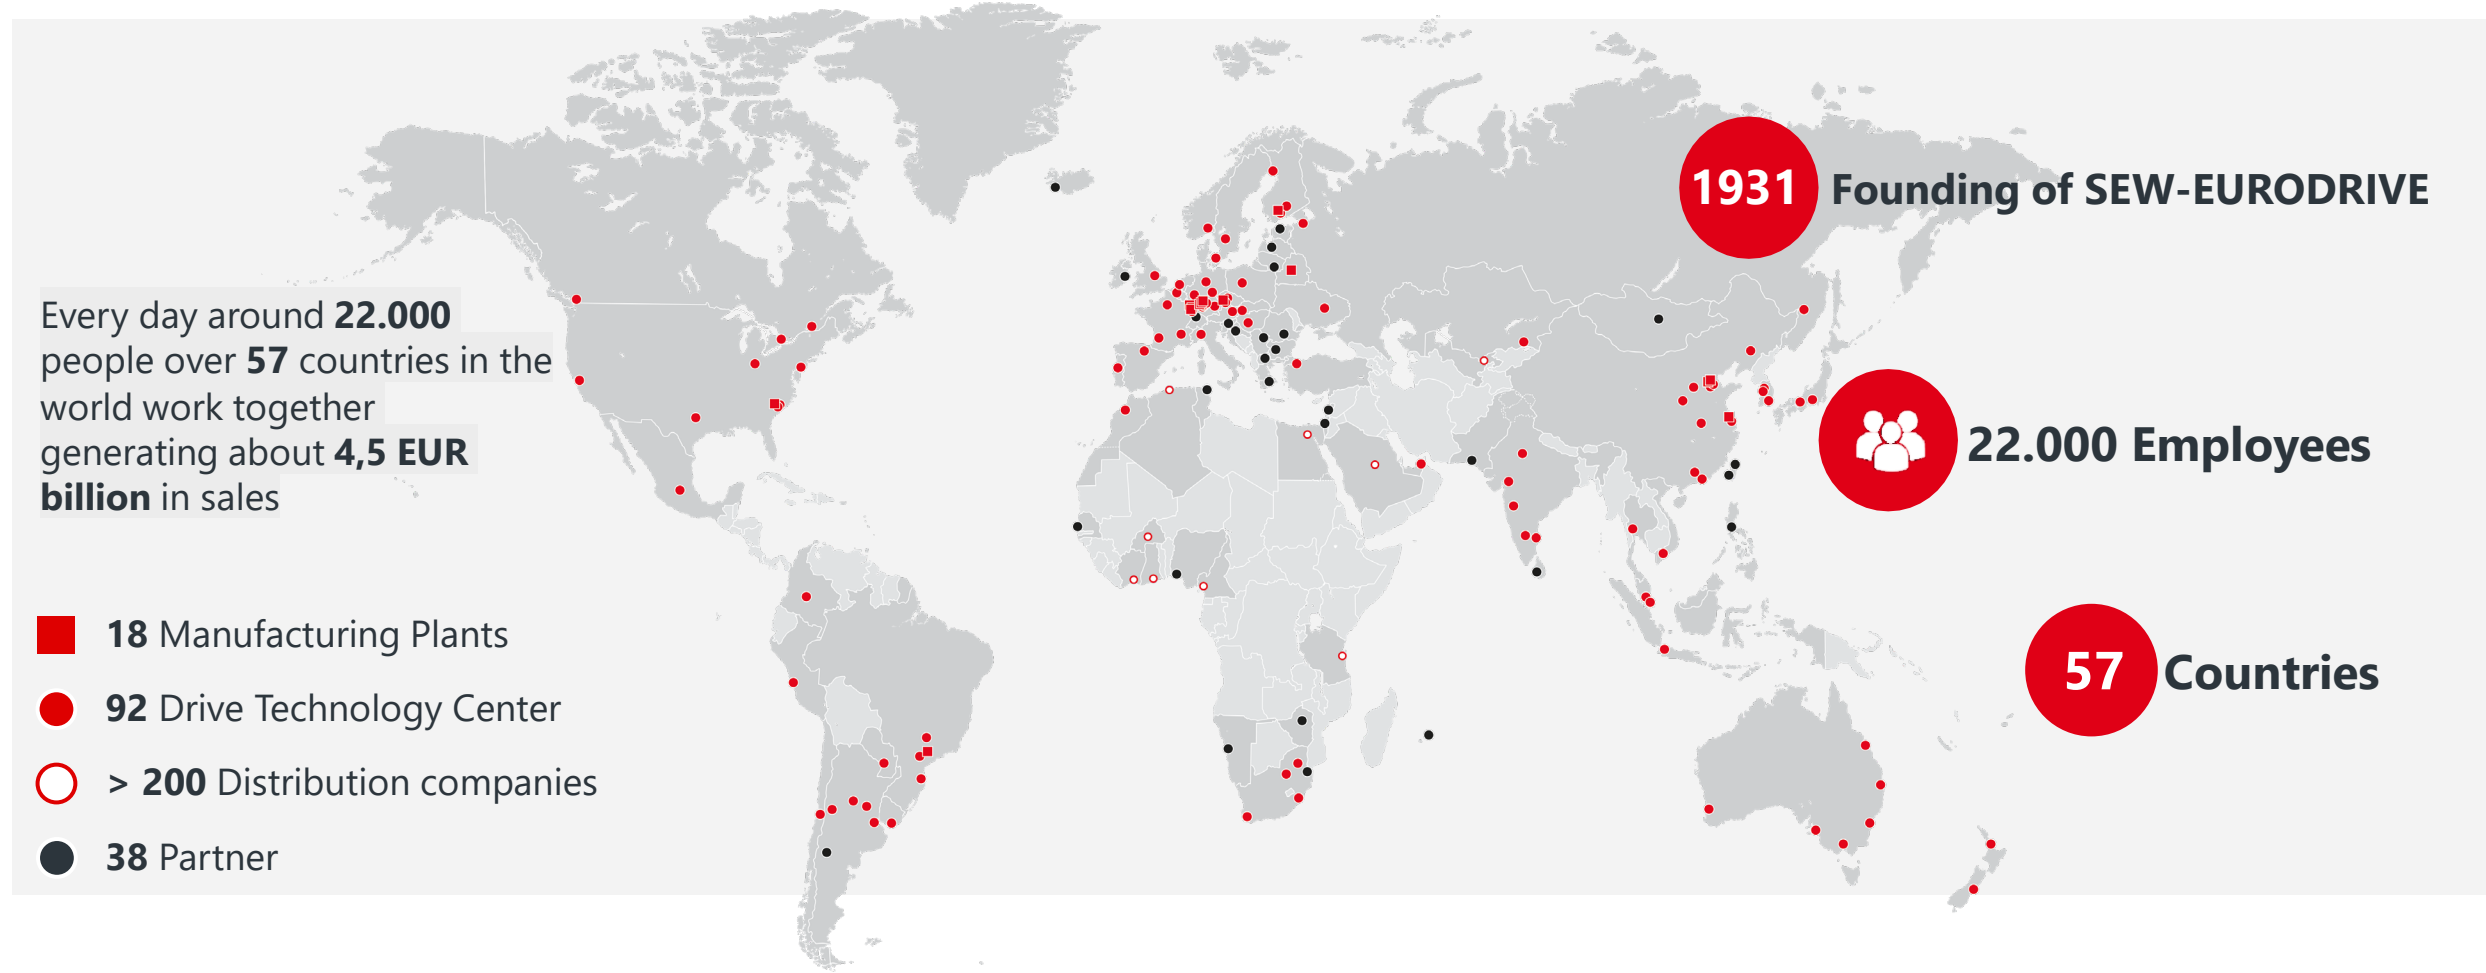 Every day around 22.000
people over 57 countries in the
world work together
generating about 4,5 EUR
billion in sales
18 Manufacturing Plants
92 Drive Technology Center
> 200 Distribution companies
38 Partner
1931 Founding of SEW-EURODRIVE
22.000 Employees
57 Countries